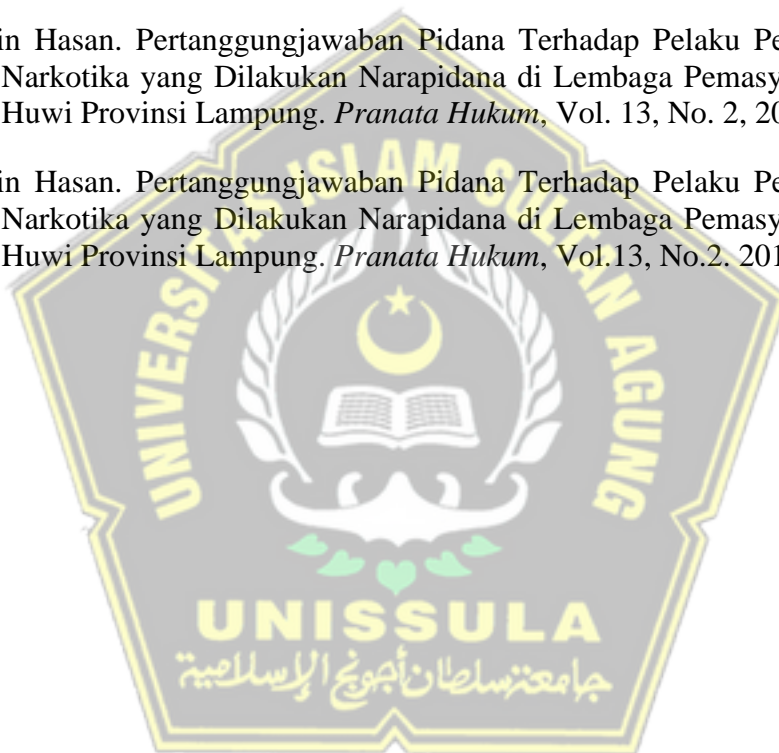 in Hasan. Pertanggungjawaban Pidana Terhadap Pelaku Pe
Narkotika yang Dilakukan Narapidana di Lembaga Pemasy
Huwi Provinsi Lampung. Pranata Hukum, Vol. 13, No. 2, 20
in Hasan. Pertanggungjawaban Pidana Terhadap Pelaku Pe
Narkotika yang Dilakukan Narapidana di Lembaga Pemasy
Huwi Provinsi Lampung. Pranata Hukum, Vol.13, No.2. 201
UNIVERSITAS ISLAM SULTAN AGUNG
UNISSULA
جامعة سلطان أجونج الإسلامية